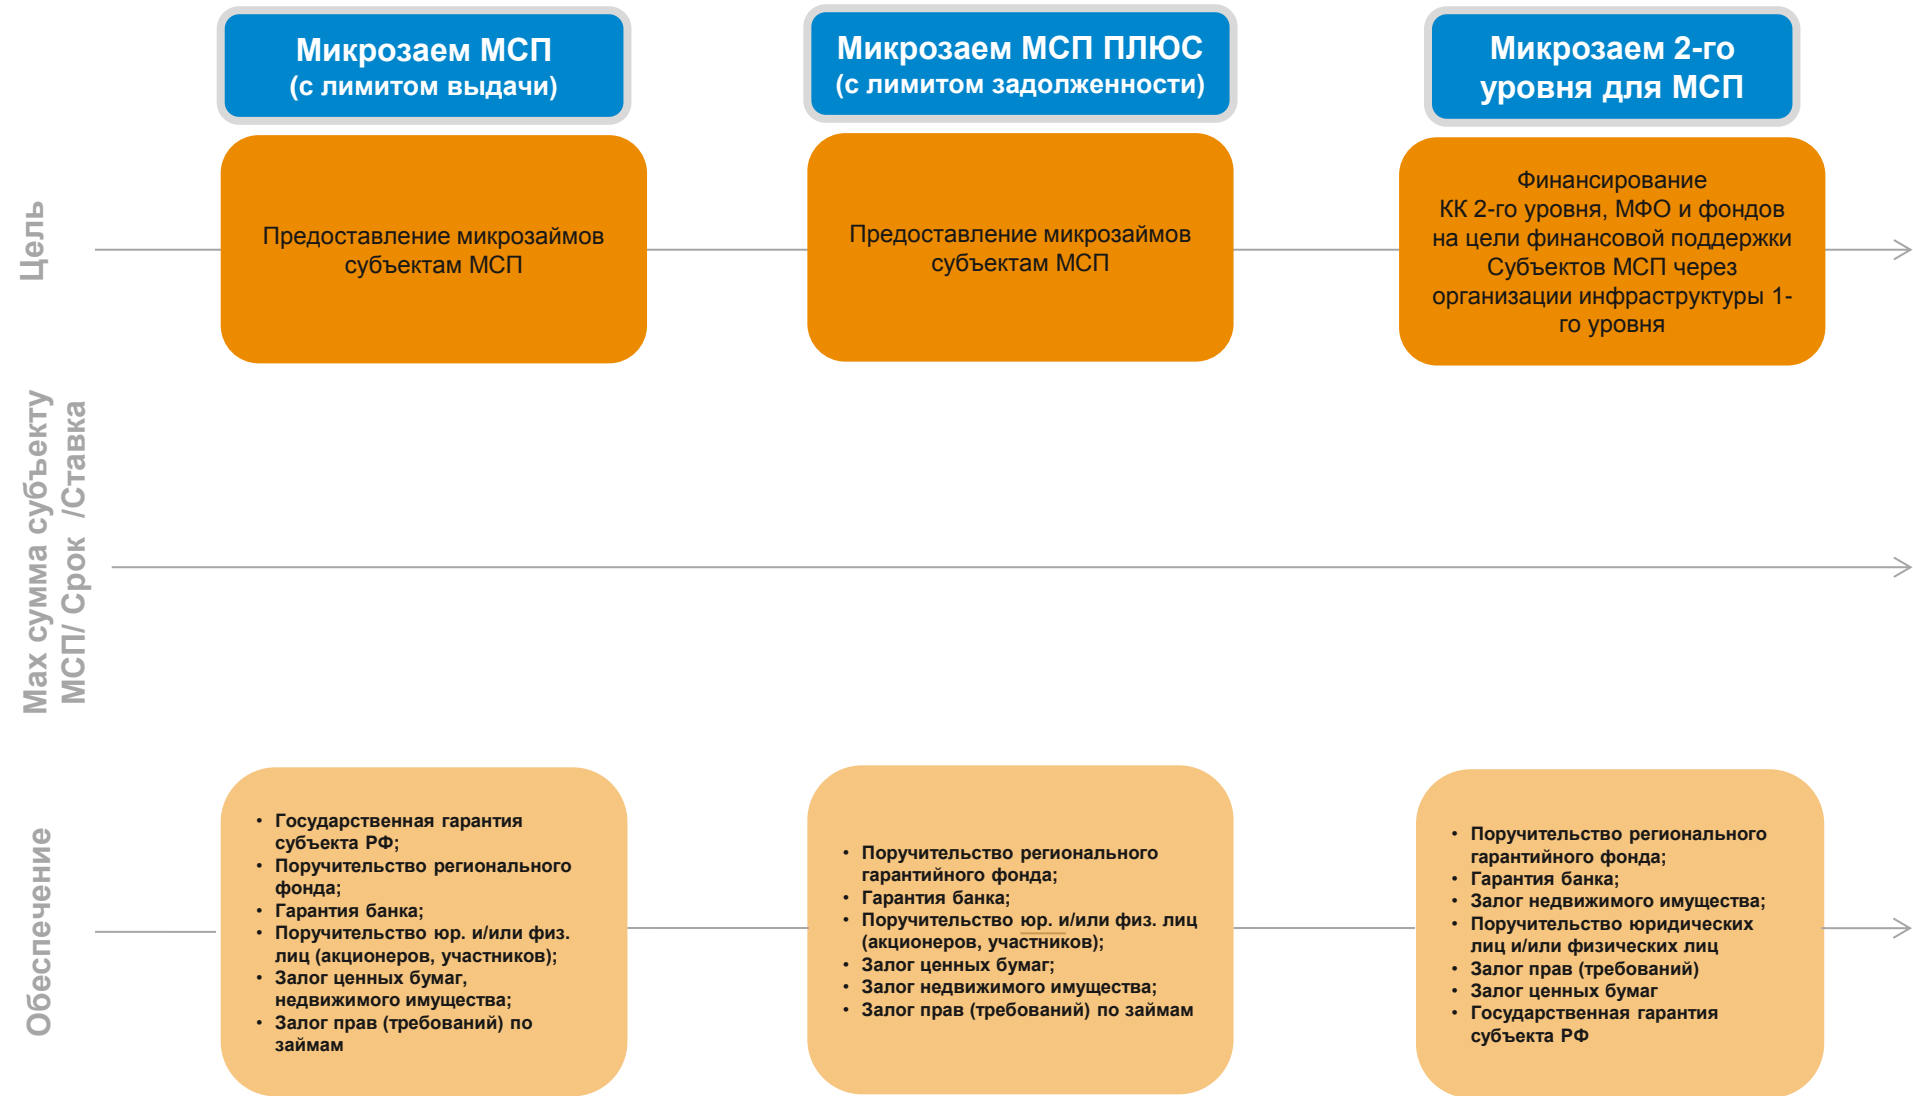 Микрозаем МСП
(с лимитом выдачи)
Микрозаем МСП ПЛЮС
(с лимитом задолженности)
Микрозаем 2-го
уровня для МСП
Цель
Предоставление микрозаймов
субъектам МСП
Предоставление микрозаймов
субъектам МСП
Финансирование
КК 2-го уровня, МФО и фондов
на цели финансовой поддержки
Субъектов МСП через
организации инфраструктуры 1-
го уровня
Мах сумма субъекту
МСП/ Срок /Ставка
Обеспечение
• Государственная гарантия
субъекта РФ;
• Поручительство регионального
фонда;
• Гарантия банка;
• Поручительство юр. и/или физ.
лиц (акционеров, участников);
• Залог ценных бумаг,
недвижимого имущества;
• Залог прав (требований) по
займам
• Поручительство регионального
гарантийного фонда;
• Гарантия банка;
• Поручительство юр. и/или физ. лиц
(акционеров, участников);
• Залог ценных бумаг;
• Залог недвижимого имущества;
• Залог прав (требований) по займам
• Поручительство регионального
гарантийного фонда;
• Гарантия банка;
• Залог недвижимого имущества;
• Поручительство юридических
лиц и/или физических лиц
• Залог прав (требований)
• Залог ценных бумаг
• Государственная гарантия
субъекта РФ